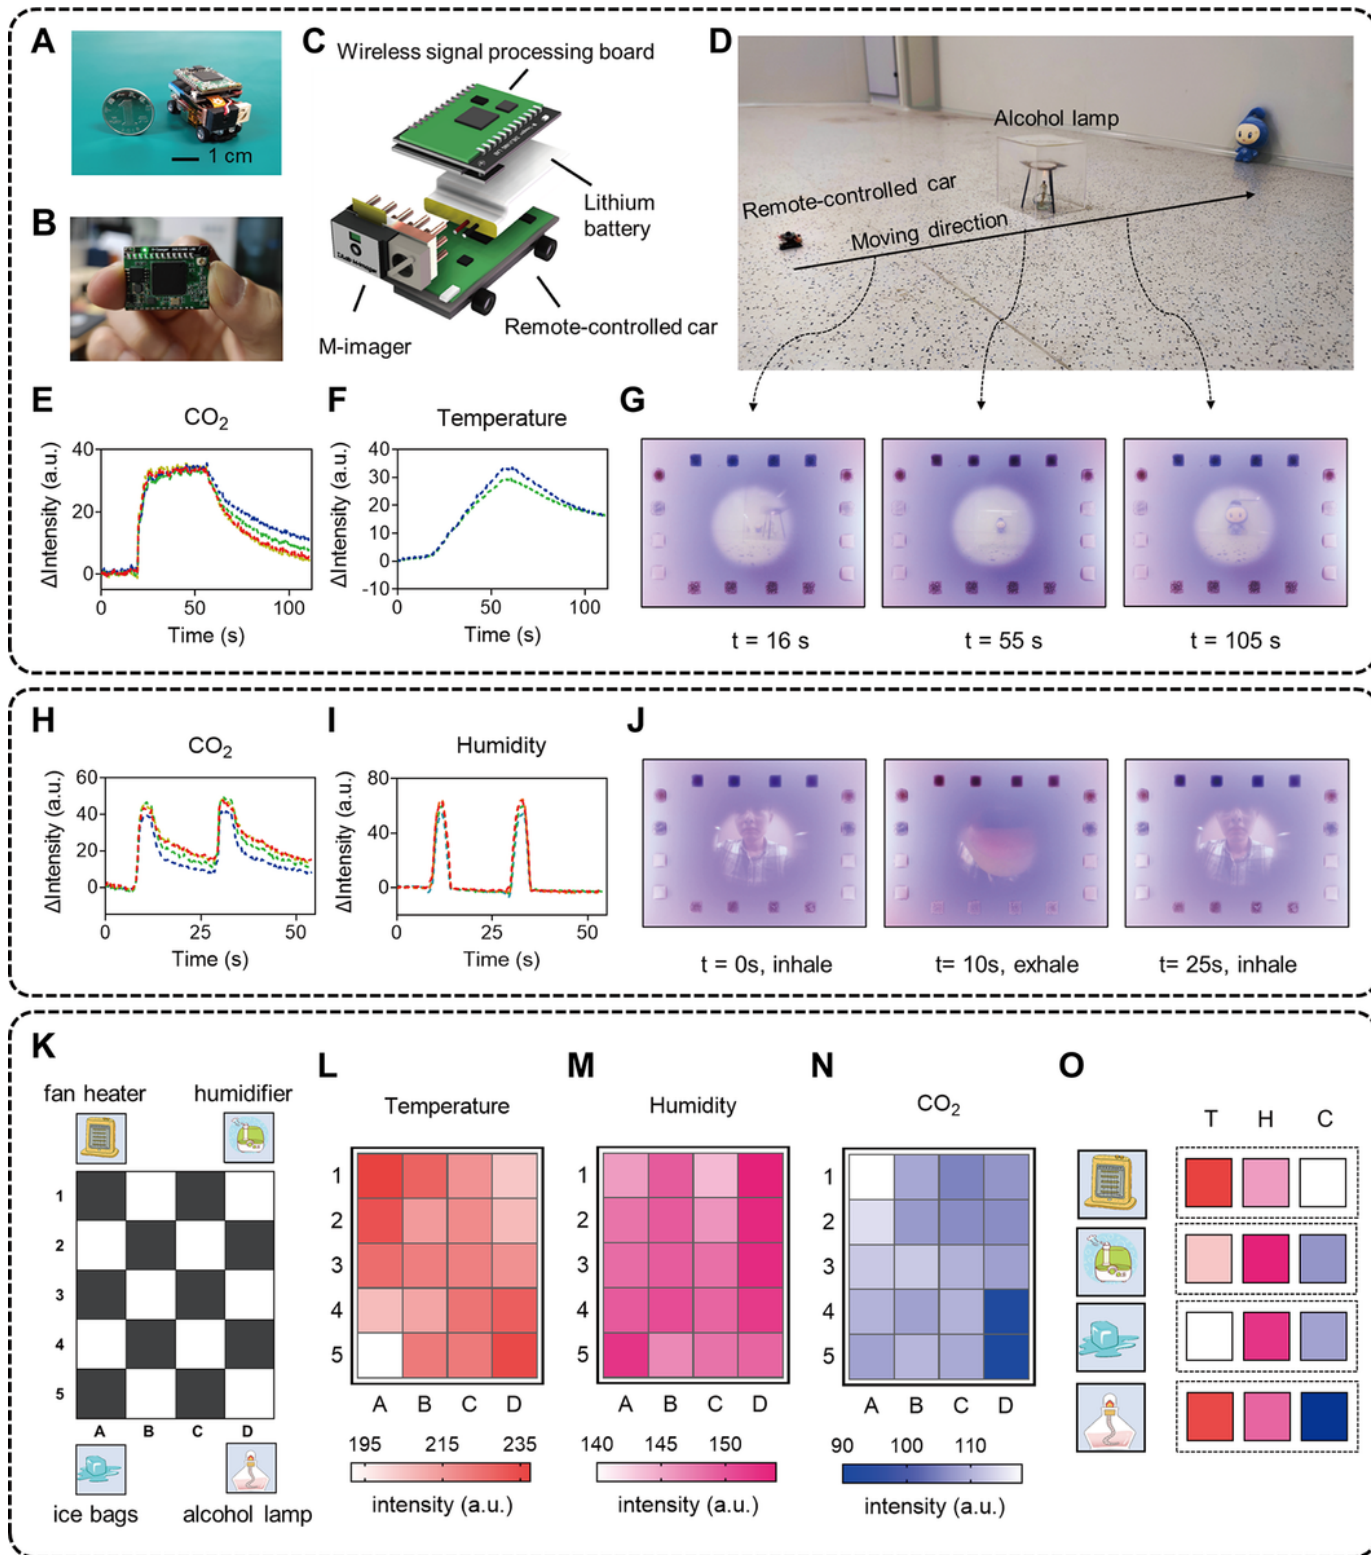 A
1 cm
B
C
Wireless signal processing board
Lithium
battery
Remote-controlled car
M-imager
D
Alcohol lamp
Remote-controlled car
Moving direction
E
CO2
ΔIntensity (a.u.)
40
20
0
0 50 100
Time (s)
F
Temperature
ΔIntensity (a.u.)
40
30
20
10
0
-10
0 50 100
Time (s)
G
t = 16 s
t = 55 s
t = 105 s
H
CO2
ΔIntensity (a.u.)
60
40
20
0
0 25 50
Time (s)
I
Humidity
ΔIntensity (a.u.)
80
40
0
0 25 50
Time (s)
J
t = 0s, inhale
t= 10s, exhale
t= 25s, inhale
K
fan heater
humidifier
1
2
3
4
5
A B C D
ice bags
alcohol lamp
L
Temperature
1
2
3
4
5
A B C D
195 215 235
intensity (a.u.)
M
Humidity
1
2
3
4
5
A B C D
140 145 150
intensity (a.u.)
N
CO2
1
2
3
4
5
A B C D
90 100 110
intensity (a.u.)
O
T H C